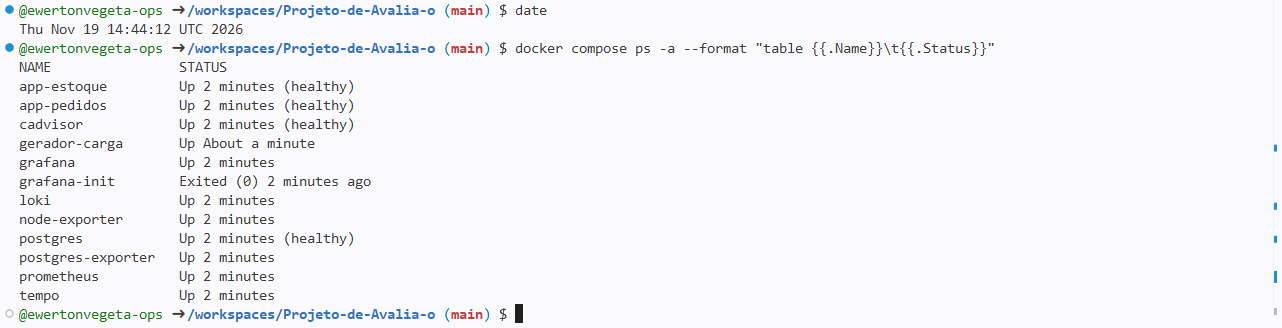 @ewertonvegeta-ops ➜/workspaces/Projeto-de-Avalia-o (main) $ date
Thu Nov 19 14:44:12 UTC 2026
@ewertonvegeta-ops ➜/workspaces/Projeto-de-Avalia-o (main) $ docker compose ps -a --format "table {{.Name}}\t{{.Status}}"
NAME STATUS
app-estoque Up 2 minutes (healthy)
app-pedidos Up 2 minutes (healthy)
cadvisor Up 2 minutes (healthy)
gerador-carga Up About a minute
grafana Up 2 minutes
grafana-init Exited (0) 2 minutes ago
loki Up 2 minutes
node-exporter Up 2 minutes
postgres Up 2 minutes (healthy)
postgres-exporter Up 2 minutes
prometheus Up 2 minutes
tempo Up 2 minutes
@ewertonvegeta-ops ➜/workspaces/Projeto-de-Avalia-o (main) $